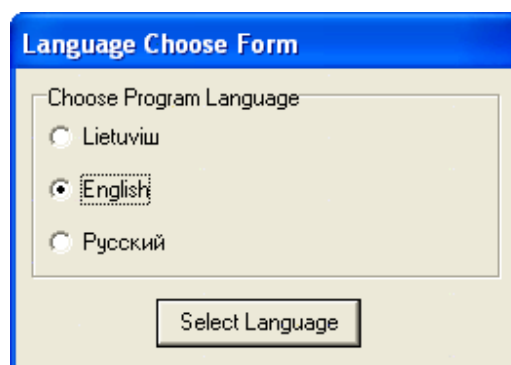 Language Choose Form
Choose Program Language
Lietuviш
English
Русский
Select Language